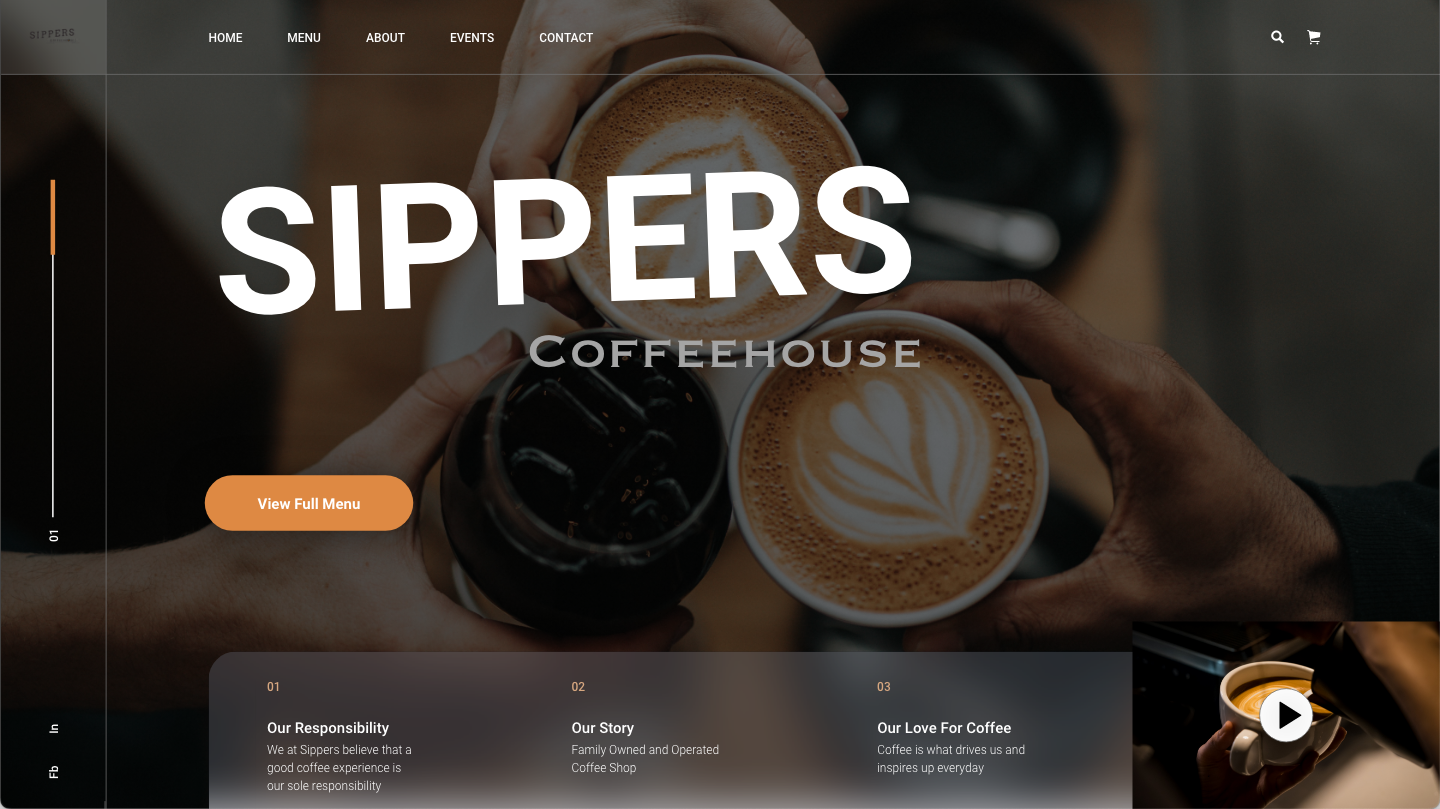 SIPPERS
HOME MENU ABOUT EVENTS CONTACT
SIPPERS
COFFEEHOUSE
View Full Menu
01
In
Fb
01
Our Responsibility
We at Sippers believe that a
good coffee experience is
our sole responsibility
02
Our Story
Family Owned and Operated
Coffee Shop
03
Our Love For Coffee
Coffee is what drives us and
inspires up everyday